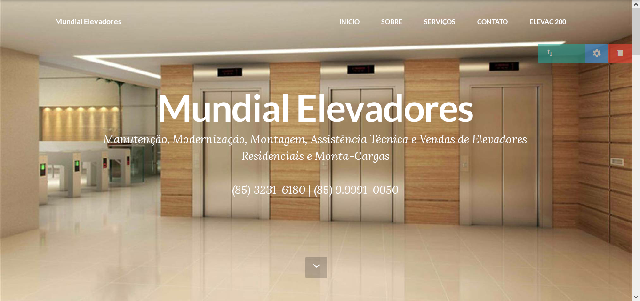 Mundial Elevadores
INICIO SOBRE SERVIÇOS CONTATO ELEVAC 200
Mundial Elevadores
Manutenção, Modernização, Montagem, Assistência Técnica e Vendas de Elevadores
Residenciais e Monta-Cargas
(85) 3231-6180 | (85) 9.9991-0050